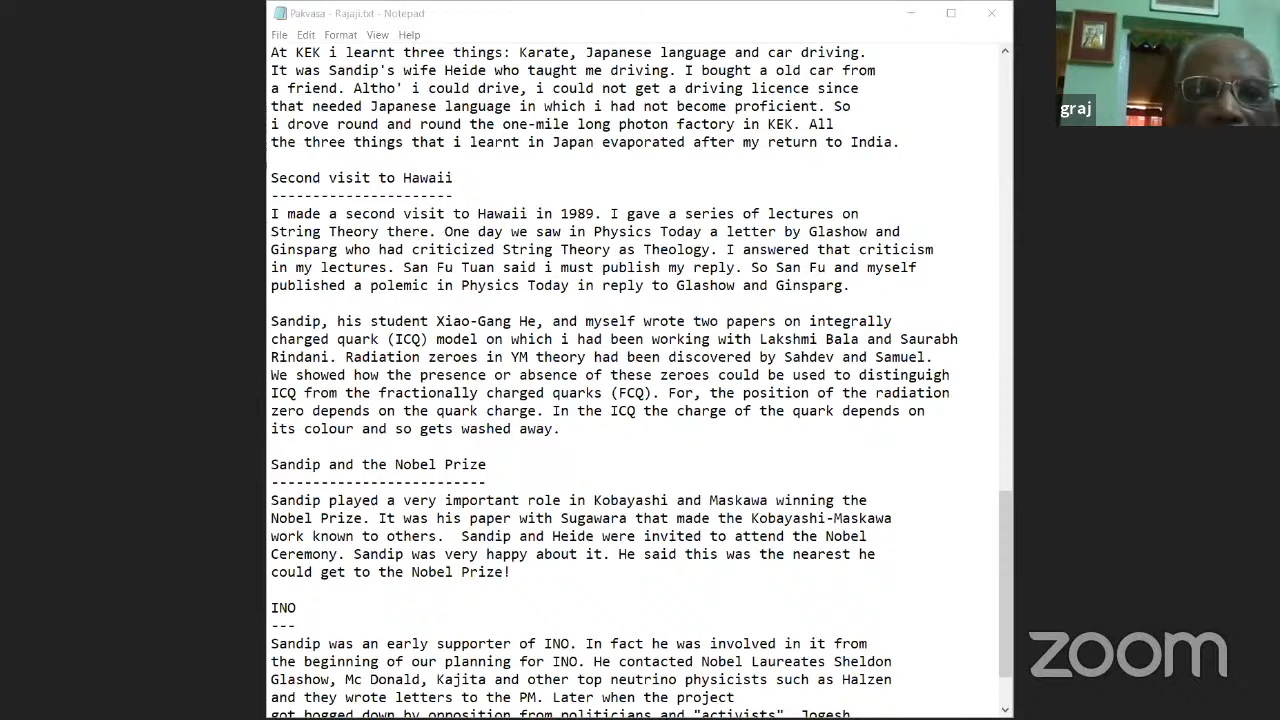 Pakvasa - Rajaji.txt - Notepad
File Edit Format View Help
At KEK i learnt three things: Karate, Japanese language and car driving.
It was Sandip's wife Heide who taught me driving. I bought a old car from
a friend. Altho' i could drive, i could not get a driving licence since
that needed Japanese language in which i had not become proficient. So
i drove round and round the one-mile long photon factory in KEK. All
the three things that i learnt in Japan evaporated after my return to India.
Second visit to Hawaii
----------------------
I made a second visit to Hawaii in 1989. I gave a series of lectures on
String Theory there. One day we saw in Physics Today a letter by Glashow and
Ginsparg who had criticized String Theory as Theology. I answered that criticism
in my lectures. San Fu Tuan said i must publish my reply. So San Fu and myself
published a polemic in Physics Today in reply to Glashow and Ginsparg.
Sandip, his student Xiao-Gang He, and myself wrote two papers on integrally
charged quark (ICQ) model on which i had been working with Lakshmi Bala and Saurabh
Rindani. Radiation zeroes in YM theory had been discovered by Sahdev and Samuel.
We showed how the presence or absence of these zeroes could be used to distinguigh
ICQ from the fractionally charged quarks (FCQ). For, the position of the radiation
zero depends on the quark charge. In the ICQ the charge of the quark depends on
its colour and so gets washed away.
Sandip and the Nobel Prize
--------------------------
Sandip played a very important role in Kobayashi and Maskawa winning the
Nobel Prize. It was his paper with Sugawara that made the Kobayashi-Maskawa
work known to others.  Sandip and Heide were invited to attend the Nobel
Ceremony. Sandip was very happy about it. He said this was the nearest he
could get to the Nobel Prize!
INO
---
Sandip was an early supporter of INO. In fact he was involved in it from
the beginning of our planning for INO. He contacted Nobel Laureates Sheldon
Glashow, Mc Donald, Kajita and other top neutrino physicists such as Halzen
and they wrote letters to the PM. Later when the project
got bogged down by opposition from politicians and "activists", Jogesh
graj
zoom